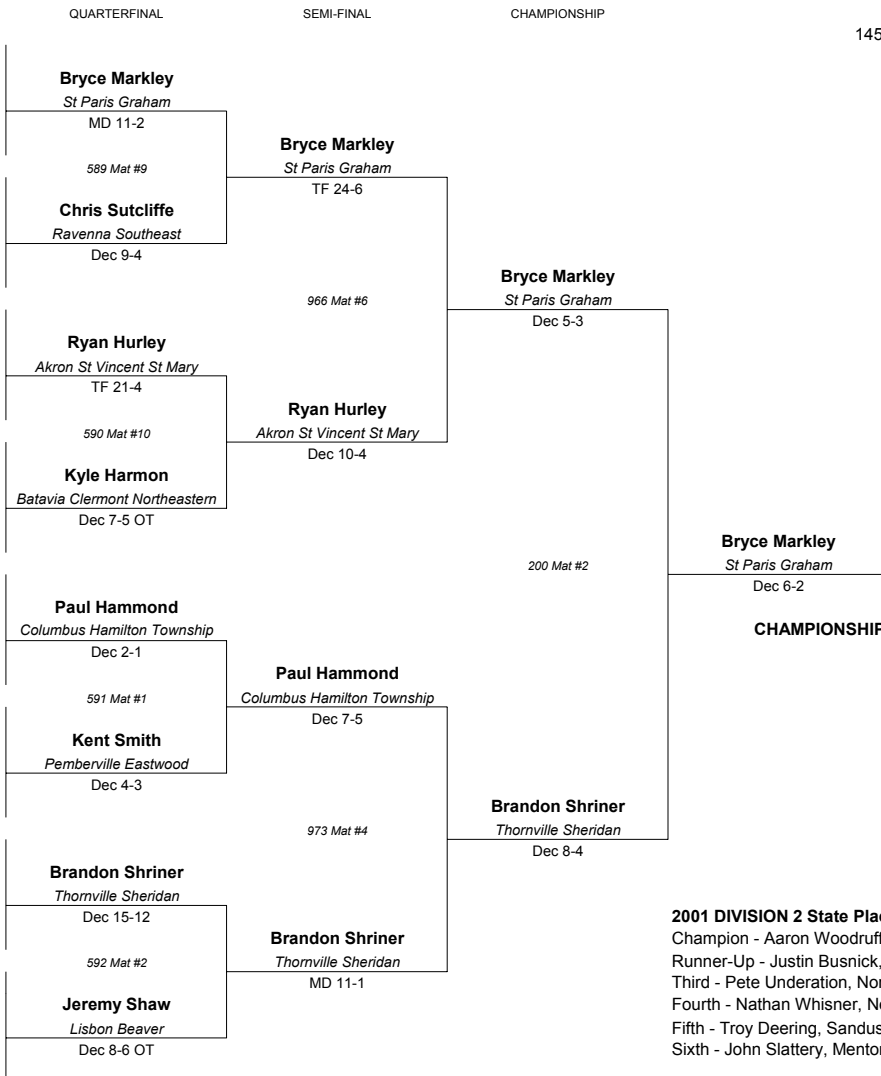 QUARTERFINAL SEMI-FINAL CHAMPIONSHIP
145
Bryce Markley
St Paris Graham
MD 11-2
589 Mat #9
Chris Sutcliffe
Ravenna Southeast
Dec 9-4
Bryce Markley
St Paris Graham
TF 24-6
966 Mat #6
Ryan Hurley
Akron St Vincent St Mary
TF 21-4
590 Mat #10
Kyle Harmon
Batavia Clermont Northeastern
Dec 7-5 OT
Ryan Hurley
Akron St Vincent St Mary
Dec 10-4
Bryce Markley
St Paris Graham
Dec 5-3
200 Mat #2
Bryce Markley
St Paris Graham
Dec 6-2
CHAMPIONSHIP
Paul Hammond
Columbus Hamilton Township
Dec 2-1
591 Mat #1
Kent Smith
Pemberville Eastwood
Dec 4-3
Paul Hammond
Columbus Hamilton Township
Dec 7-5
973 Mat #4
Brandon Shriner
Thornville Sheridan
Dec 15-12
592 Mat #2
Jeremy Shaw
Lisbon Beaver
Dec 8-6 OT
Brandon Shriner
Thornville Sheridan
MD 11-1
Brandon Shriner
Thornville Sheridan
Dec 8-4
2001 DIVISION 2 State Pla
Champion - Aaron Woodruff
Runner-Up - Justin Busnick,
Third - Pete Underation, Nor
Fourth - Nathan Whisner, N
Fifth - Troy Deering, Sandus
Sixth - John Slattery, Mentor